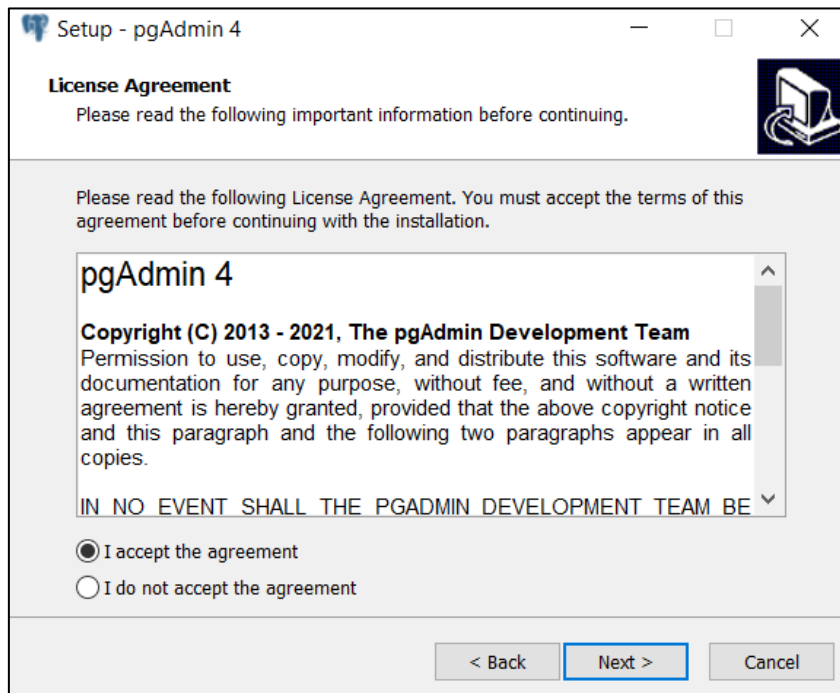 Setup - pgAdmin 4
License Agreement
Please read the following important information before continuing.
Please read the following License Agreement. You must accept the terms of this
agreement before continuing with the installation.
pgAdmin 4
Copyright (C) 2013 - 2021, The pgAdmin Development Team
Permission to use, copy, modify, and distribute this software and its
documentation for any purpose, without fee, and without a written
agreement is hereby granted, provided that the above copyright notice
and this paragraph and the following two paragraphs appear in all
copies.
IN NO EVENT SHALL THE PGADMIN DEVELOPMENT TEAM BE
I accept the agreement
I do not accept the agreement
< Back Next > Cancel